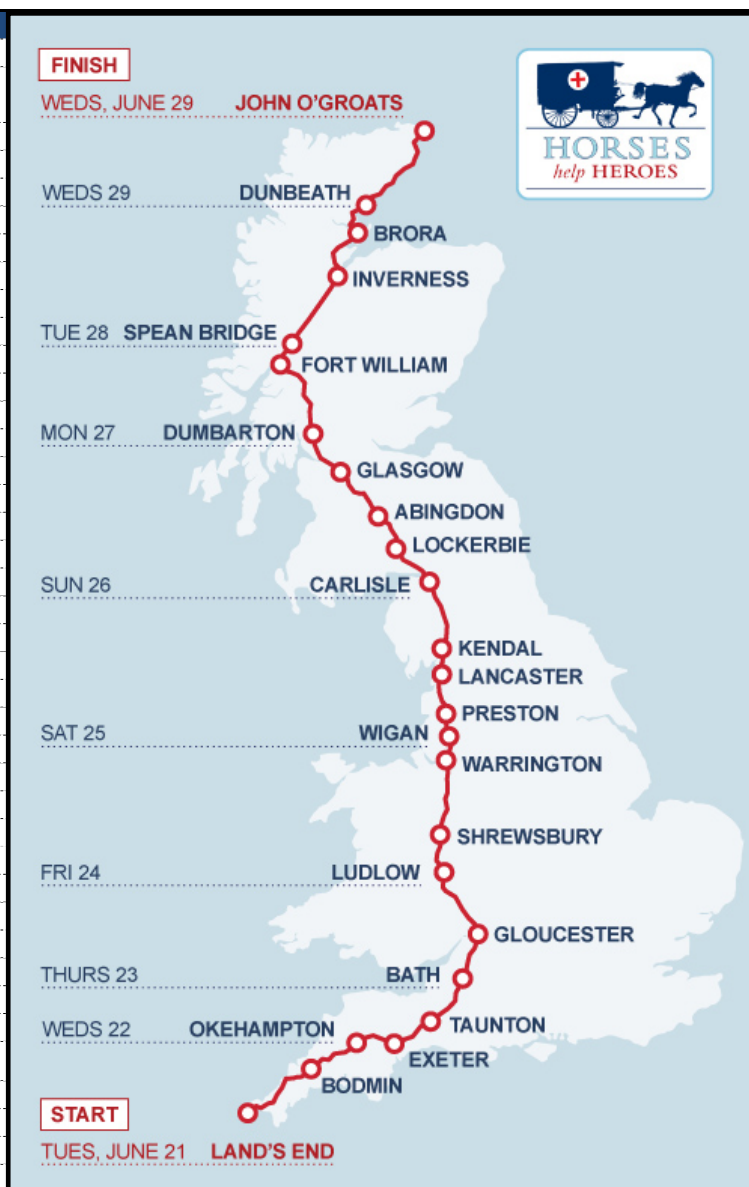 FINISH
WEDS, JUNE 29 JOHN O'GROATS
HORSES
help HEROES
WEDS 29 DUNBEATH
BRORA
INVERNESS
TUE 28 SPEAN BRIDGE
FORT WILLIAM
MON 27 DUMBARTON
GLASGOW
ABINGDON
LOCKERBIE
SUN 26 CARLISLE
KENDAL
LANCASTER
PRESTON
SAT 25 WIGAN
WARRINGTON
SHREWSBURY
FRI 24 LUDLOW
GLOUCESTER
THURS 23 BATH
WEDS 22 OKEHAMPTON
TAUNTON
EXETER
BODMIN
START
TUES, JUNE 21 LAND'S END